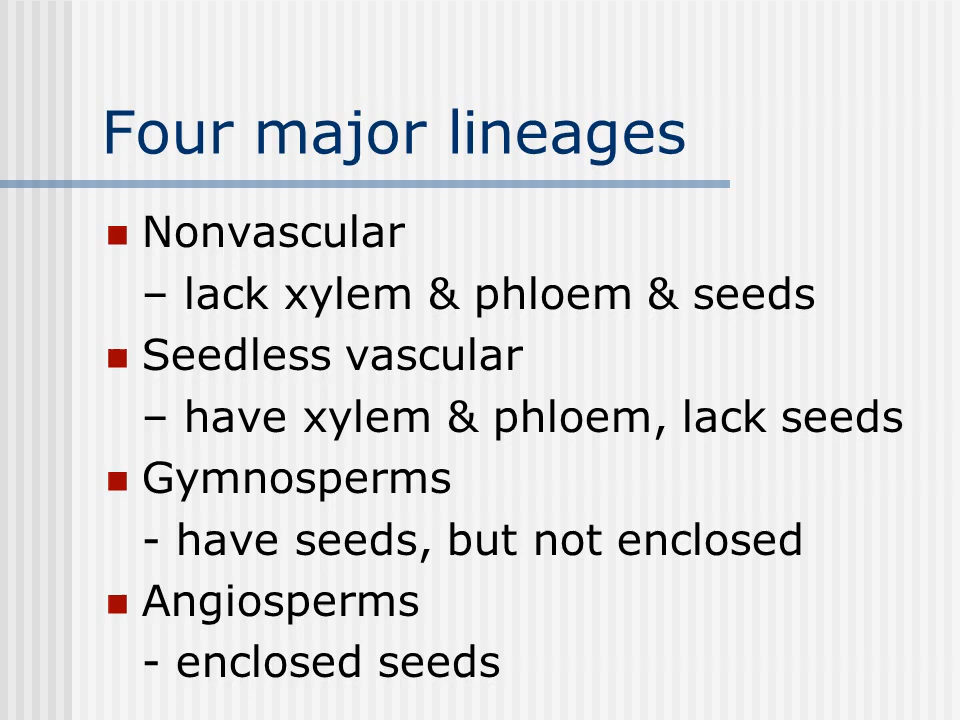 Four major lineages
Nonvascular
– lack xylem & phloem & seeds
Seedless vascular
– have xylem & phloem, lack seeds
Gymnosperms
- have seeds, but not enclosed
Angiosperms
- enclosed seeds